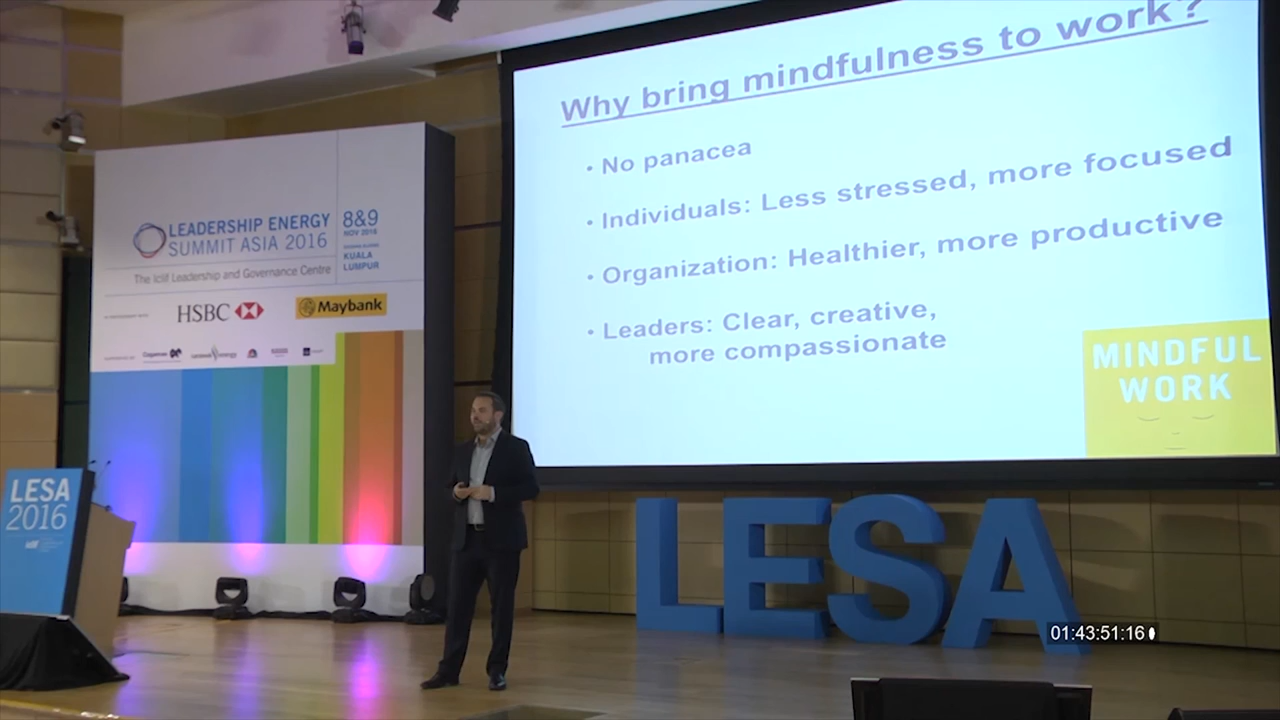 Why bring mindfulness to work?
• No panacea
• Individuals: Less stressed, more focused
• Organization: Healthier, more productive
• Leaders: Clear, creative,
more compassionate
MINDFUL
WORK
LEADERSHIP ENERGY
SUMMIT ASIA 2016
The Iclif Leadership and Governance Centre
8&9
NOV 2016
KUALA
LUMPUR
HSBC
Maybank
LESA
2016
LESA
01:43:51:16